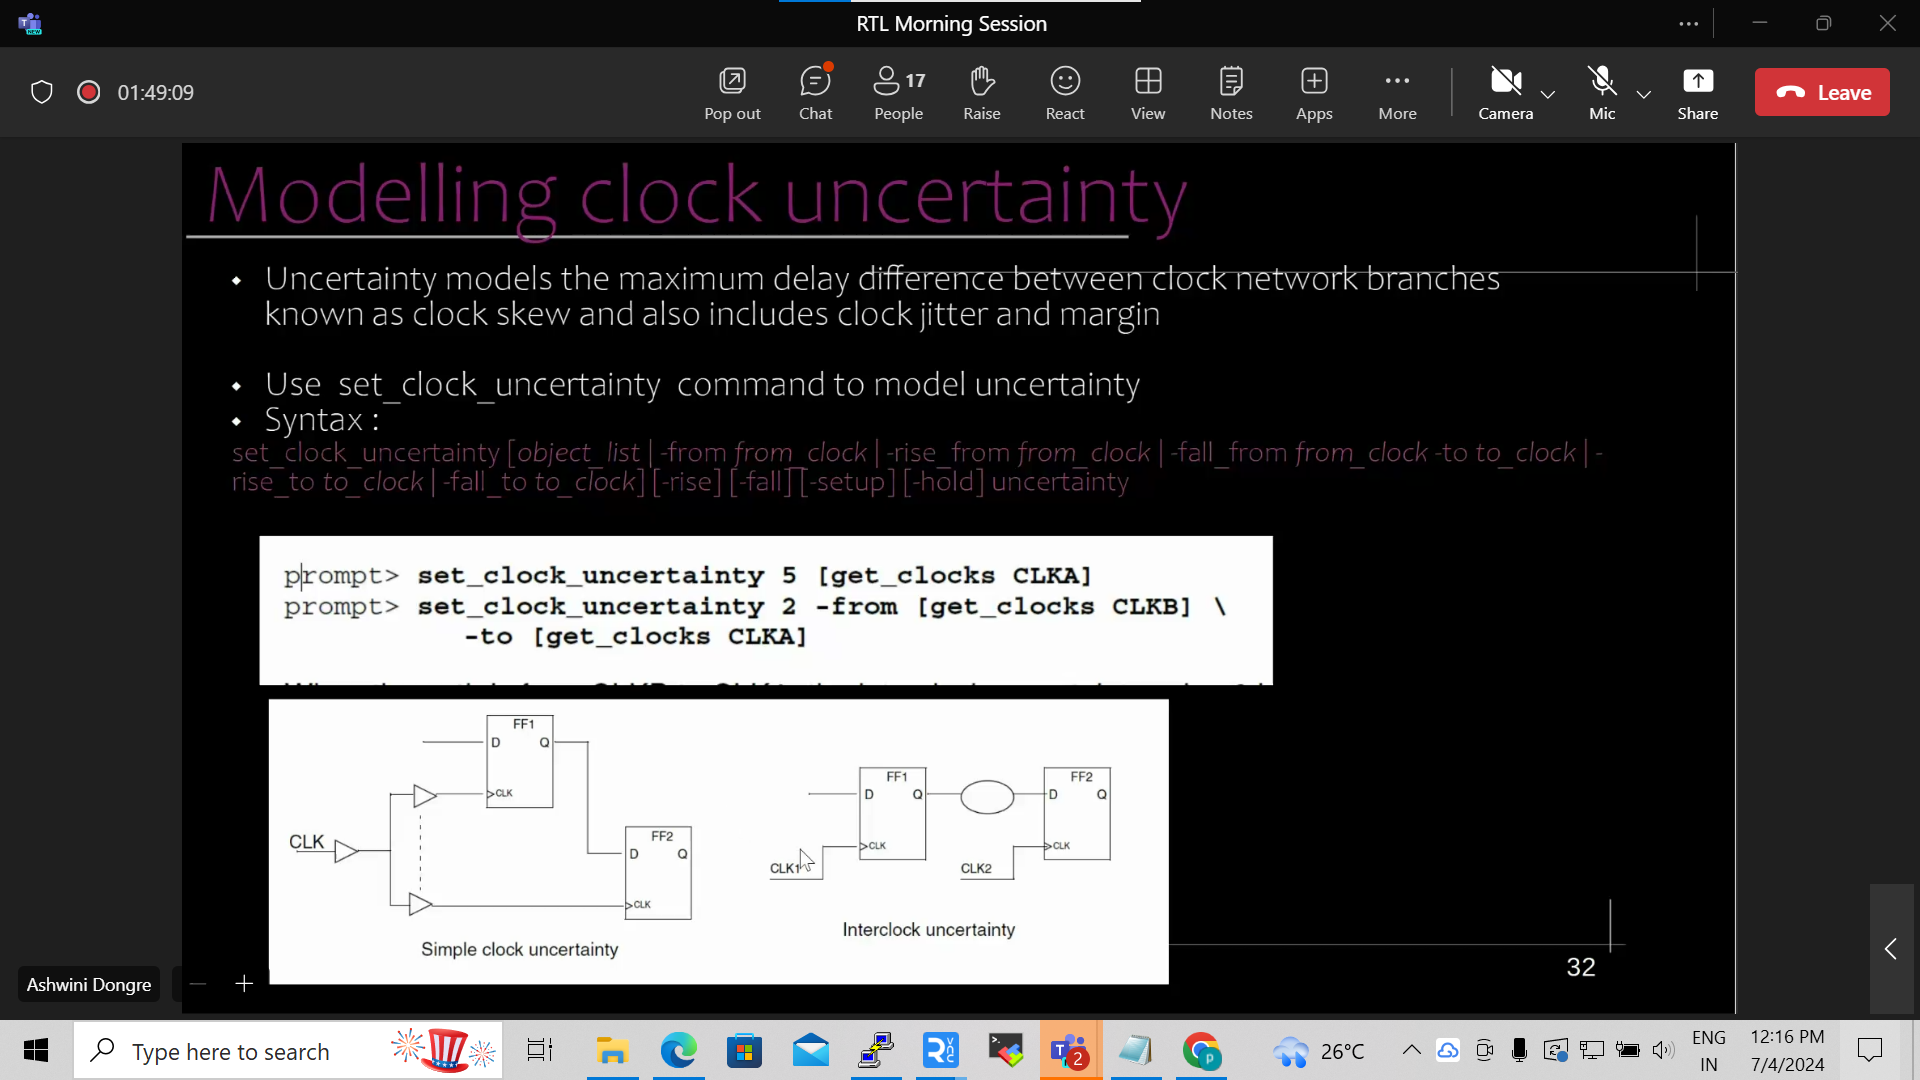 RTL Morning Session
01:49:09
Pop out
Chat
17
People
Raise
React
View
Notes
Apps
More
Camera
Mic
Share
Leave
Modelling clock uncertainty
Uncertainty models the maximum delay difference between clock network branches
known as clock skew and also includes clock jitter and margin
Use set_clock_uncertainty command to model uncertainty
Syntax :
set_clock_uncertainty [object_list | -from from_clock | -rise_from from_clock | -fall_from from_clock -to to_clock | -
rise_to to_clock | -fall_to to_clock] [-rise] [-fall] [-setup] [-hold] uncertainty
prompt> set_clock_uncertainty 5 [get_clocks CLKA]
prompt> set_clock_uncertainty 2 -from [get_clocks CLKB] \
-to [get_clocks CLKA]
FF1
D Q
CLK
CLK
FF2
D Q
CLK
Simple clock uncertainty
FF1
D Q
CLK
CLK1
FF2
D Q
CLK
CLK2
Interclock uncertainty
32
Ashwini Dongre
Type here to search
2
26°C
ENG
IN
12:16 PM
7/4/2024